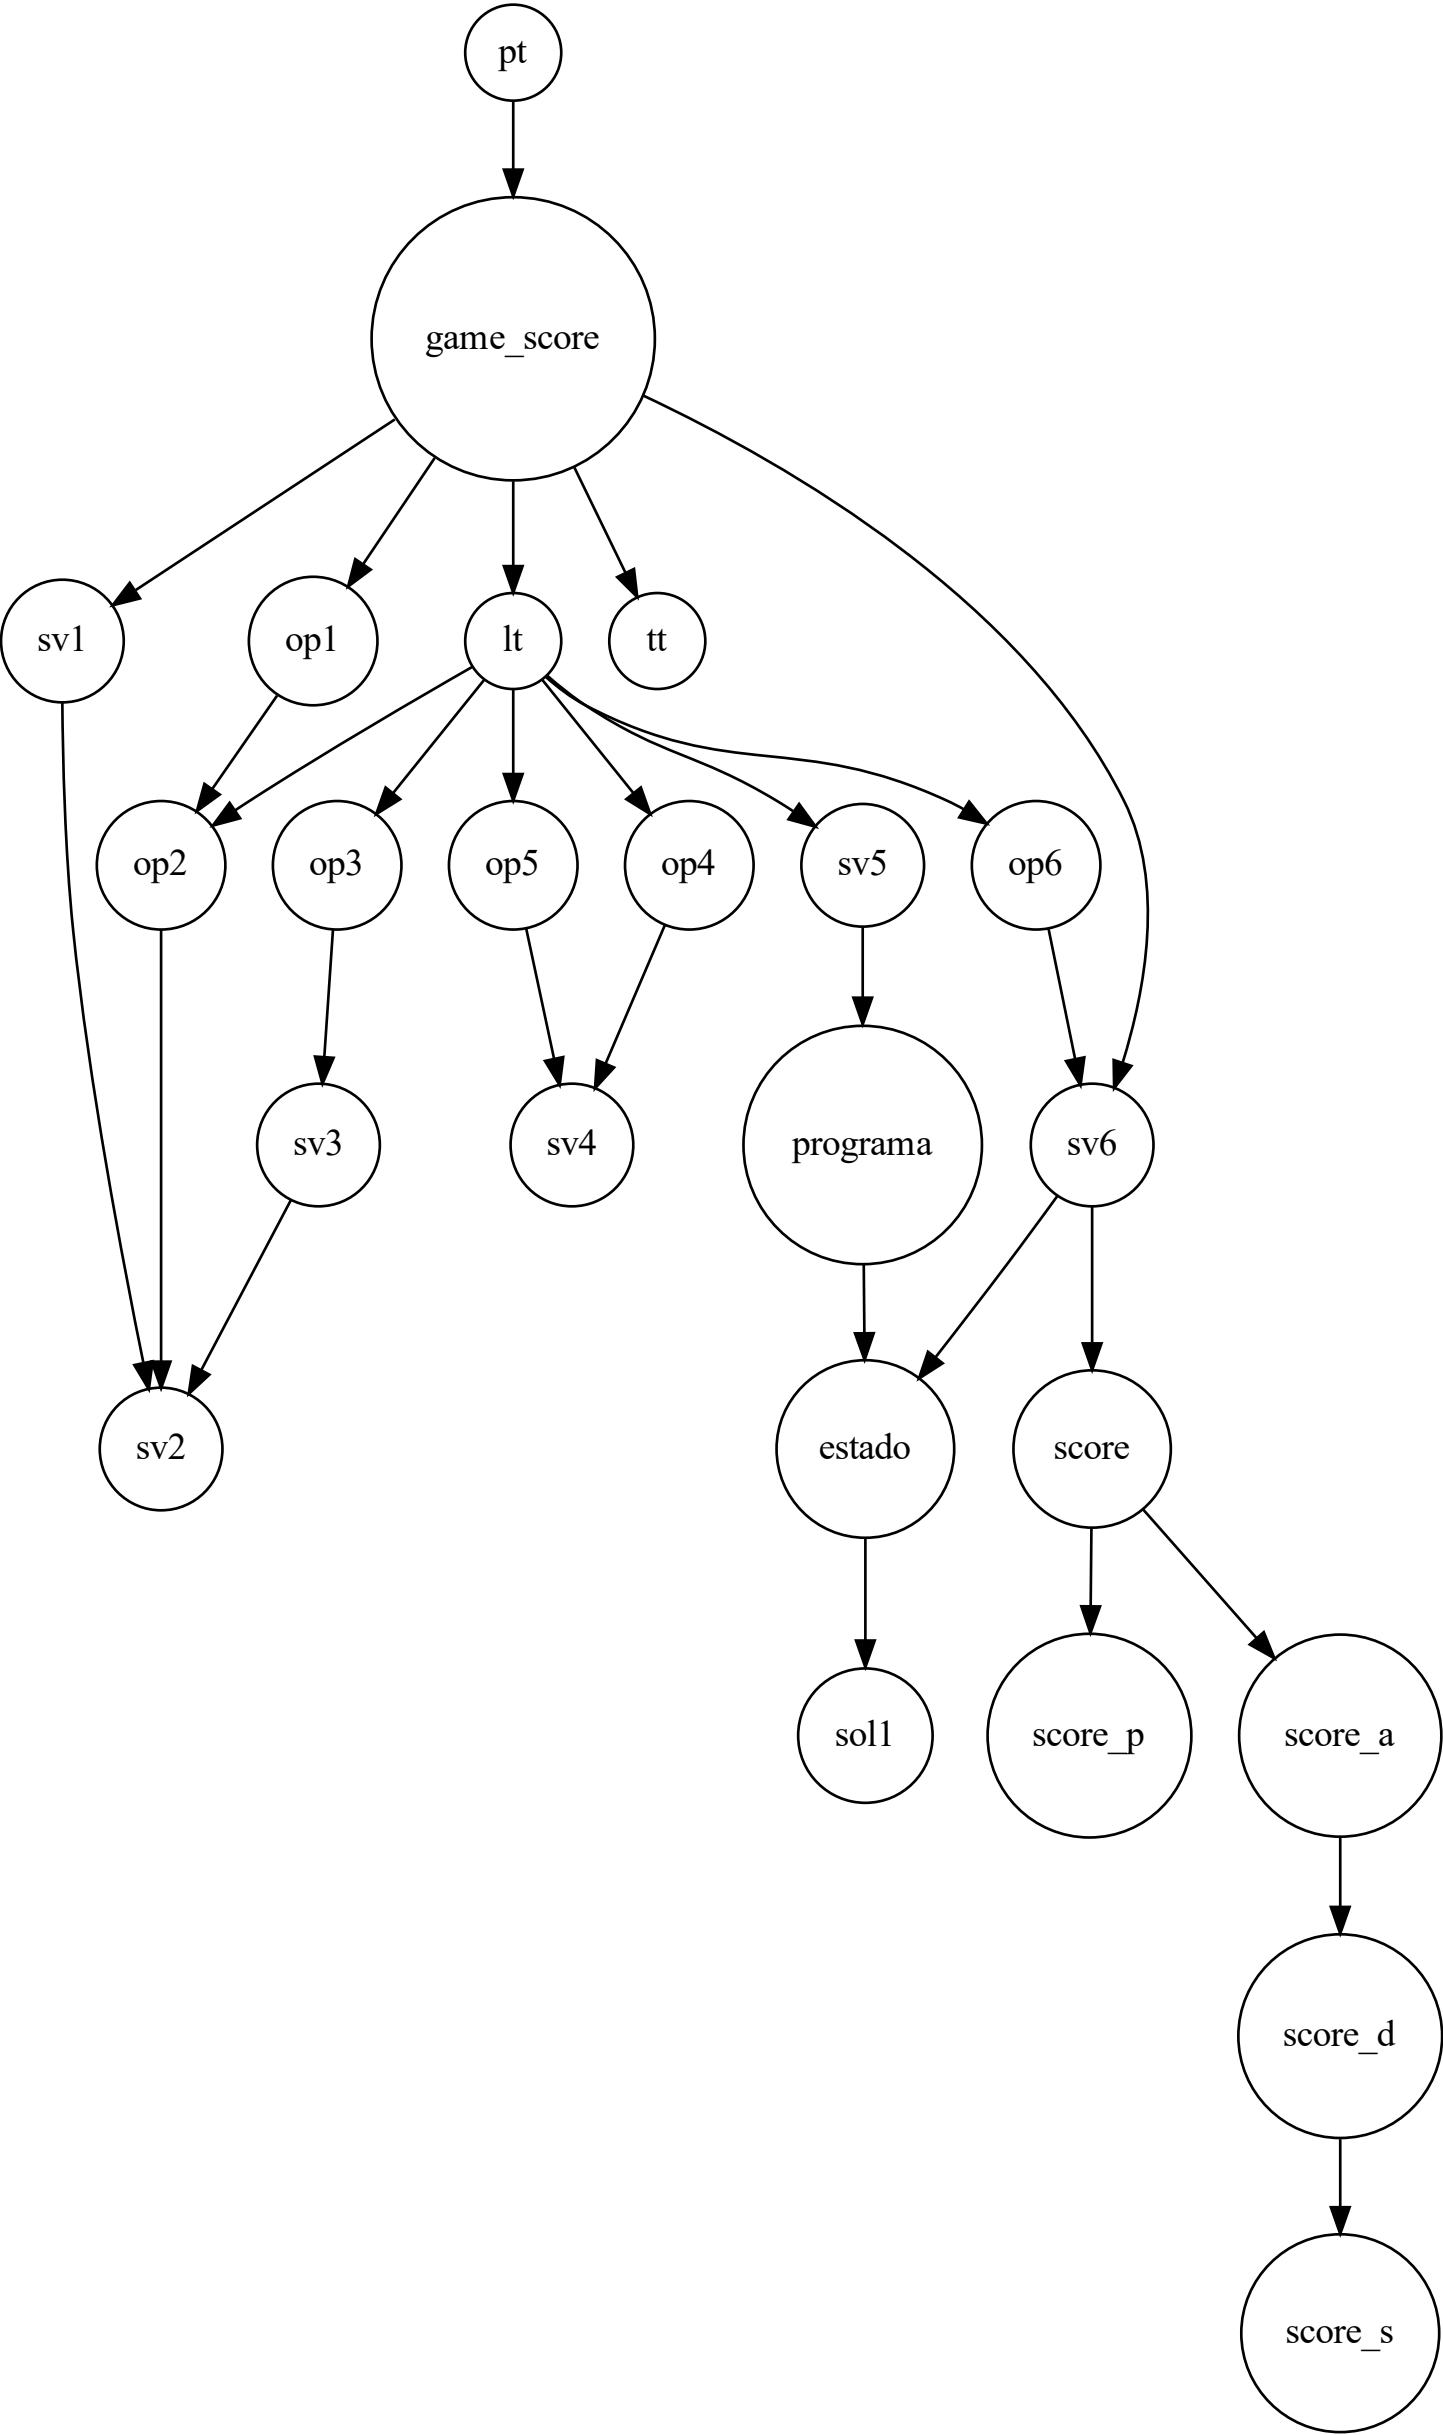 pt
game_score
sv1
op1
lt
tt
op2
op3
op5
op4
sv5
op6
sv3
sv4
programa
sv6
sv2
estado
score
sol1
score_p
score_a
score_d
score_s